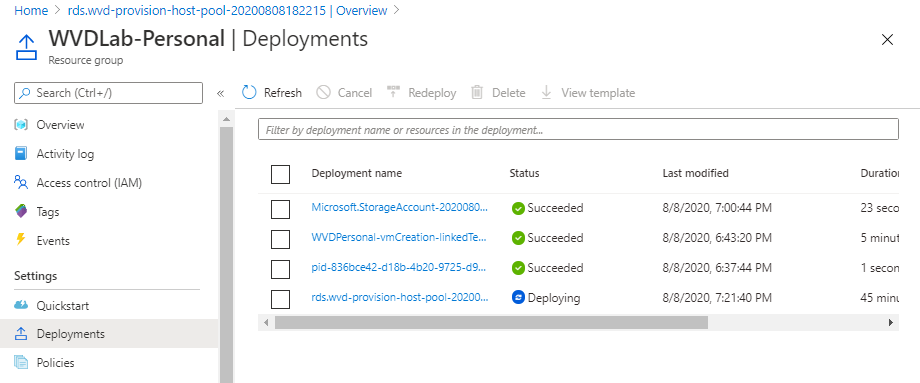 Home > rds.wvd-provision-host-pool-20200808182215 | Overview >
WVDLab-Personal | Deployments
Resource group
Search (Ctrl+/)
«
Refresh
Cancel
Redeploy
Delete
View template
Overview
Activity log
Access control (IAM)
Tags
Events
Settings
Quickstart
Deployments
Policies
Filter by deployment name or resources in the deployment...
Deployment name Status Last modified Duration
Microsoft.StorageAccount-2020080... Succeeded 8/8/2020, 7:00:44 PM 23 seco
WVDPersonal-vmCreation-linkedTe... Succeeded 8/8/2020, 6:43:20 PM 5 minut
pid-836bce42-d18b-4b20-9725-d9... Succeeded 8/8/2020, 6:37:44 PM 1 secon
rds.wvd-provision-host-pool-20200... Deploying 8/8/2020, 7:21:40 PM 45 minu